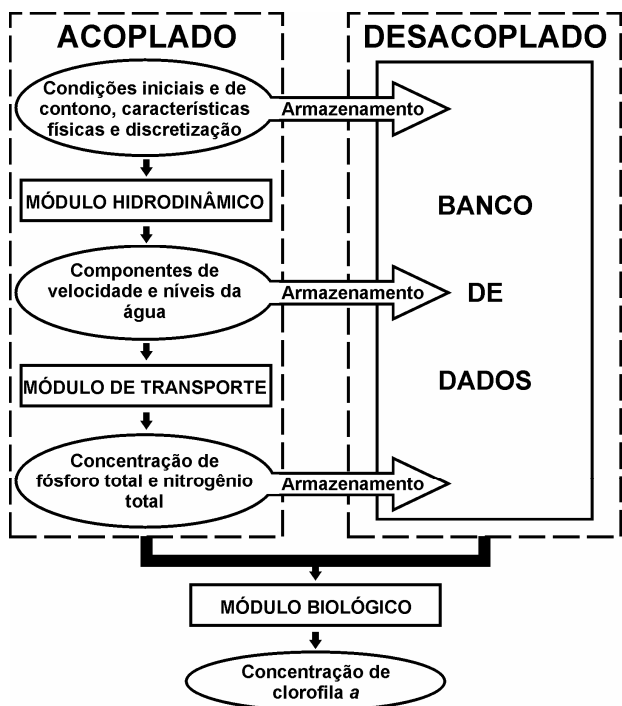 ACOPLADO
DESACOPLADO
Condições iniciais e de
contono, características
físicas e discretização
Armazenamento
MÓDULO HIDRODINÂMICO
BANCO
Componentes de
velocidade e níveis da
água
Armazenamento
DE
MÓDULO DE TRANSPORTE
DADOS
Concentração de
fósforo total e nitrogênio
total
Armazenamento
MÓDULO BIOLÓGICO
Concentração de
clorofila a